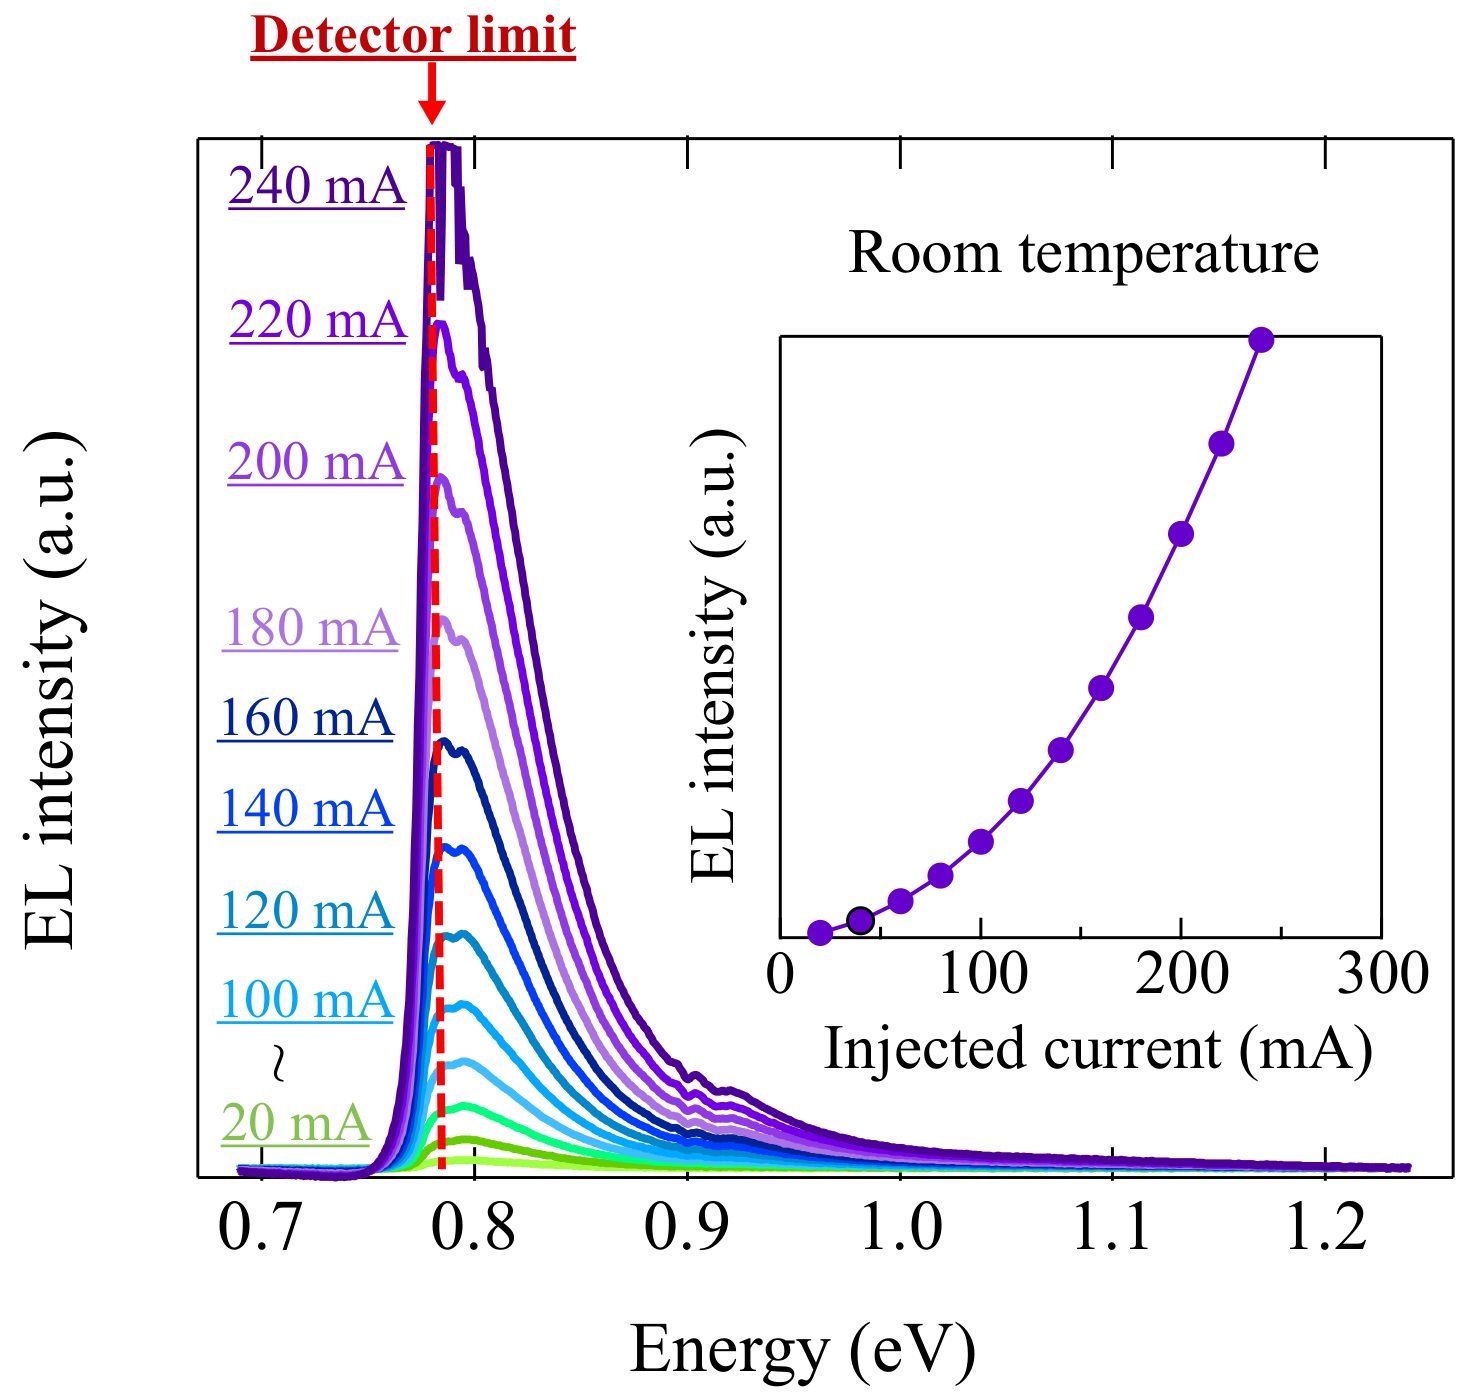 Detector limit
240 mA
220 mA
200 mA
180 mA
160 mA
140 mA
120 mA
100 mA
~
20 mA
EL intensity (a.u.)
0.7 0.8 0.9 1.0 1.1 1.2
Energy (eV)
Room temperature
EL intensity (a.u.)
0 100 200 300
Injected current (mA)